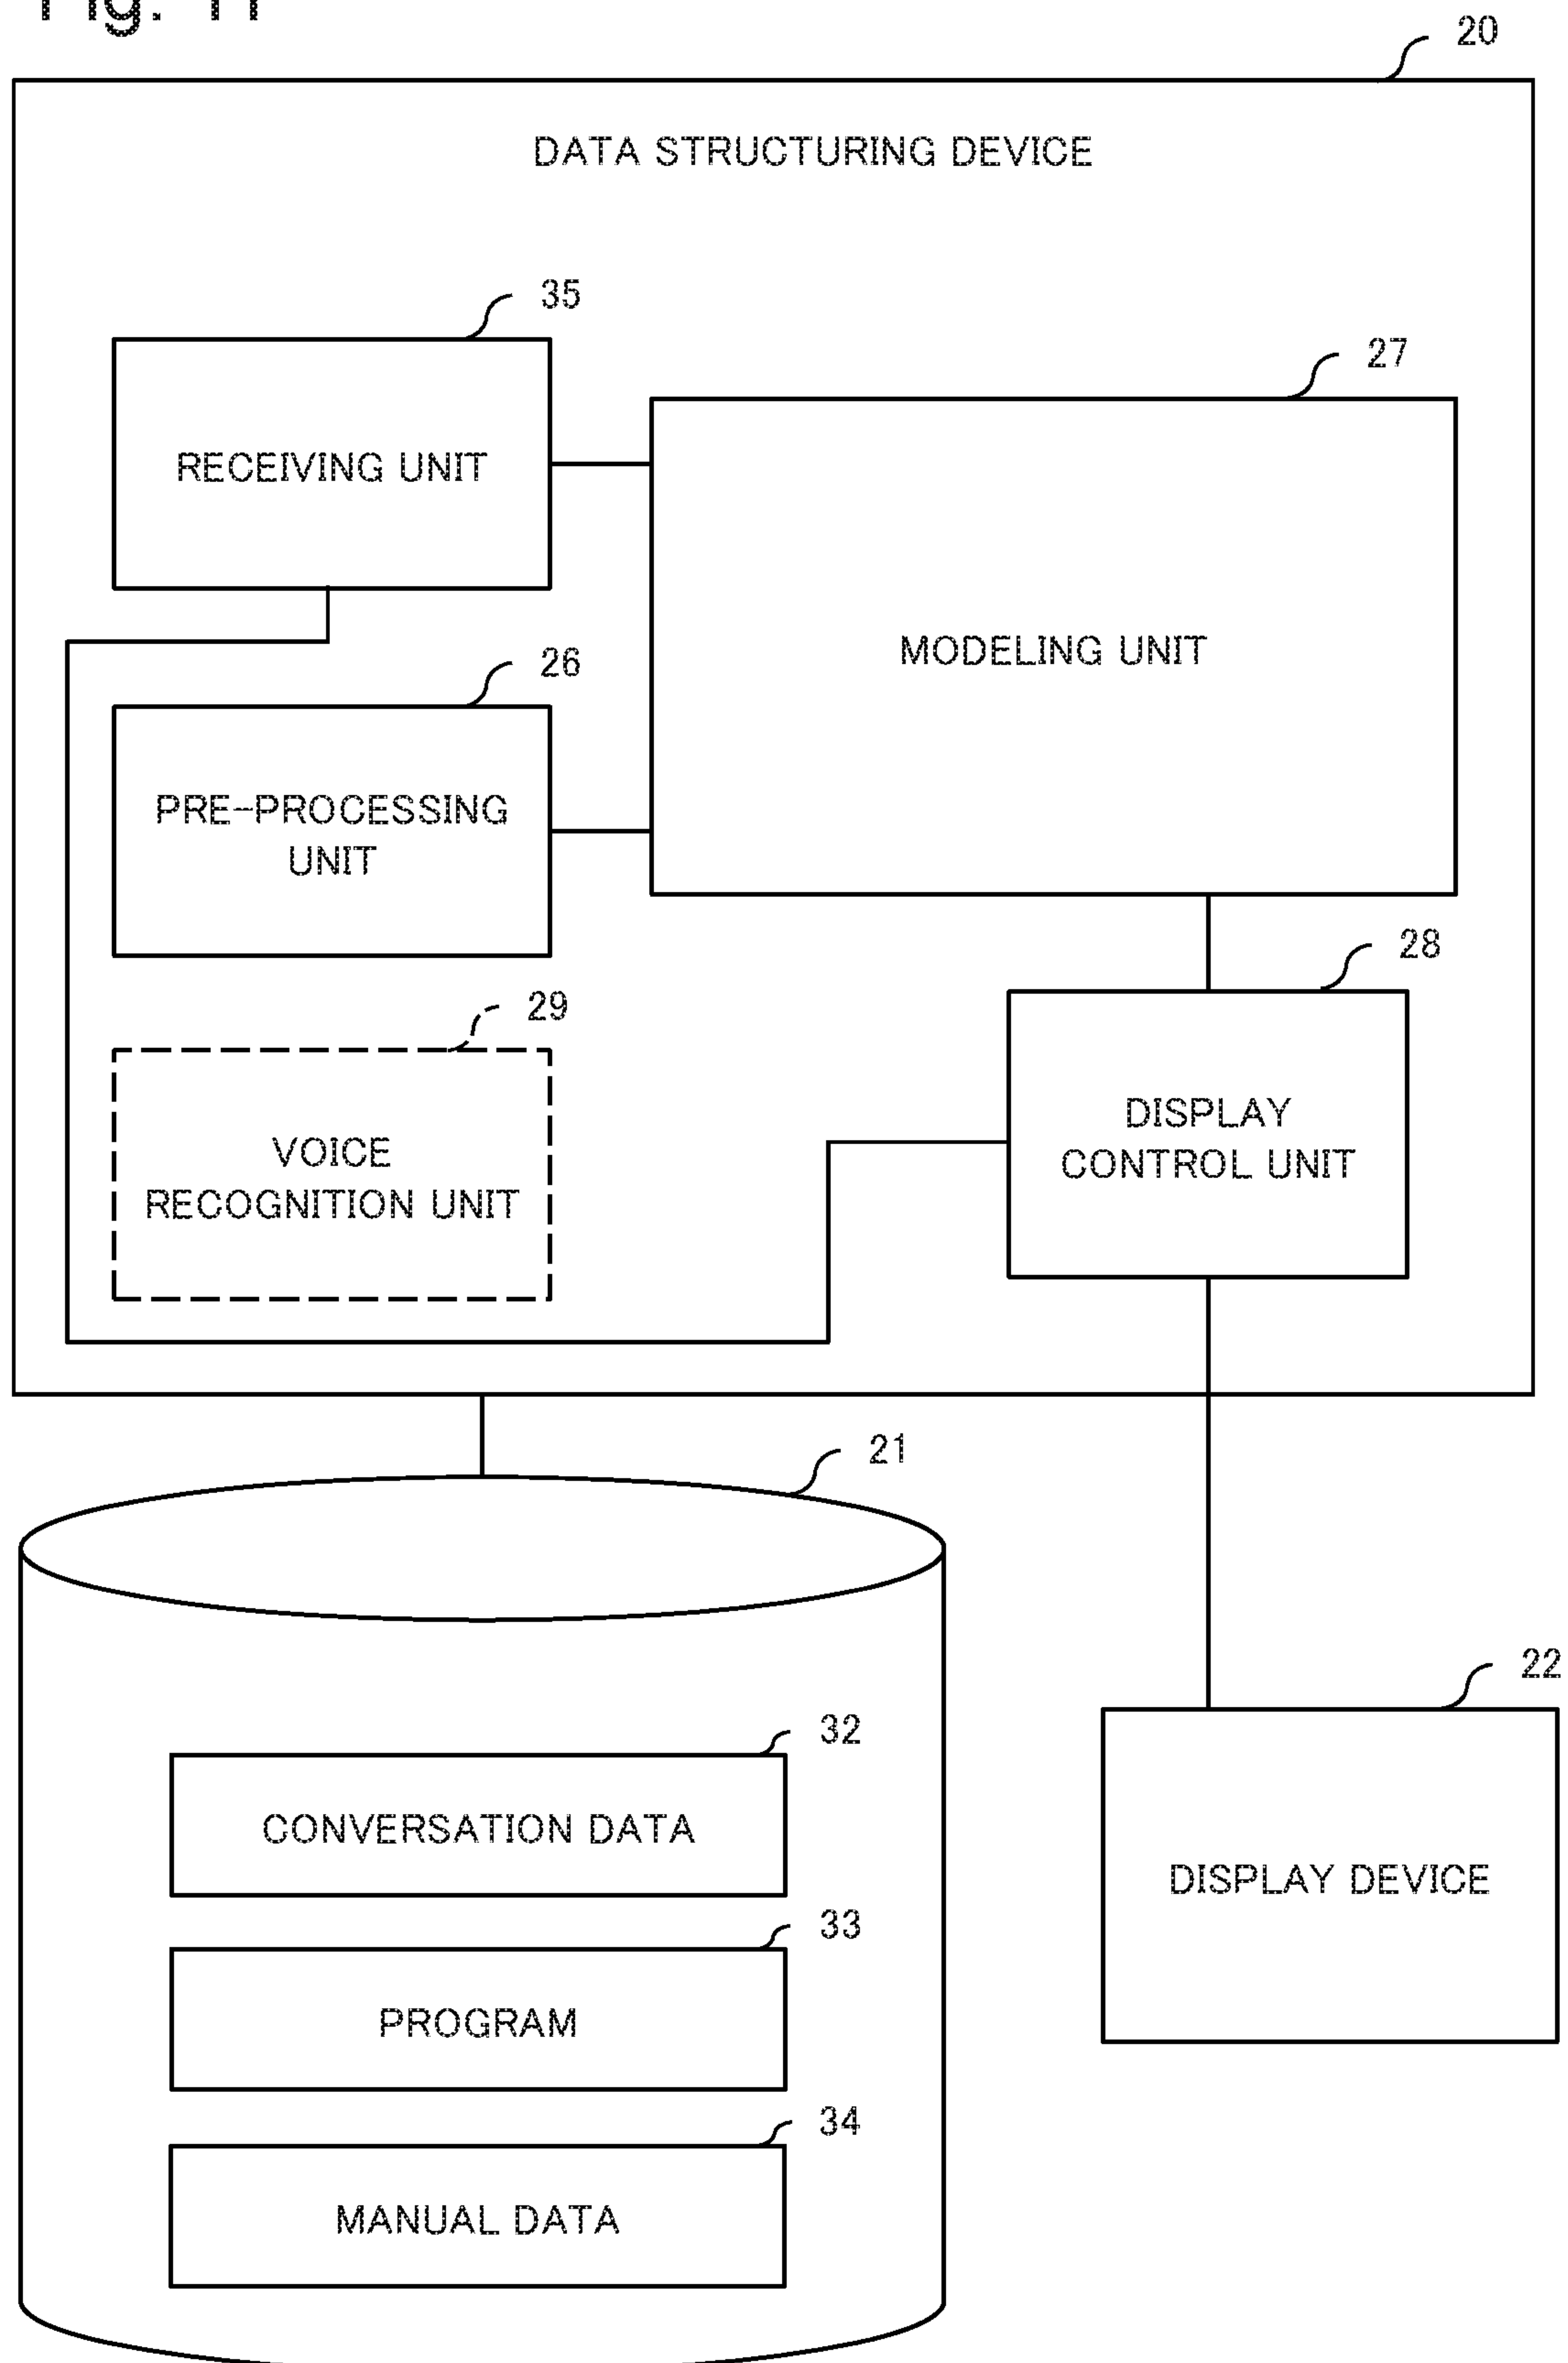 20
DATA STRUCTURING DEVICE
35
27
RECEIVING UNIT
MODELING UNIT
26
PRE-PROCESSING
UNIT
28
29
DISPLAY
CONTROL UNIT
VOICE
RECOGNITION UNIT
21
22
32
CONVERSATION DATA
DISPLAY DEVICE
33
PROGRAM
34
MANUAL DATA